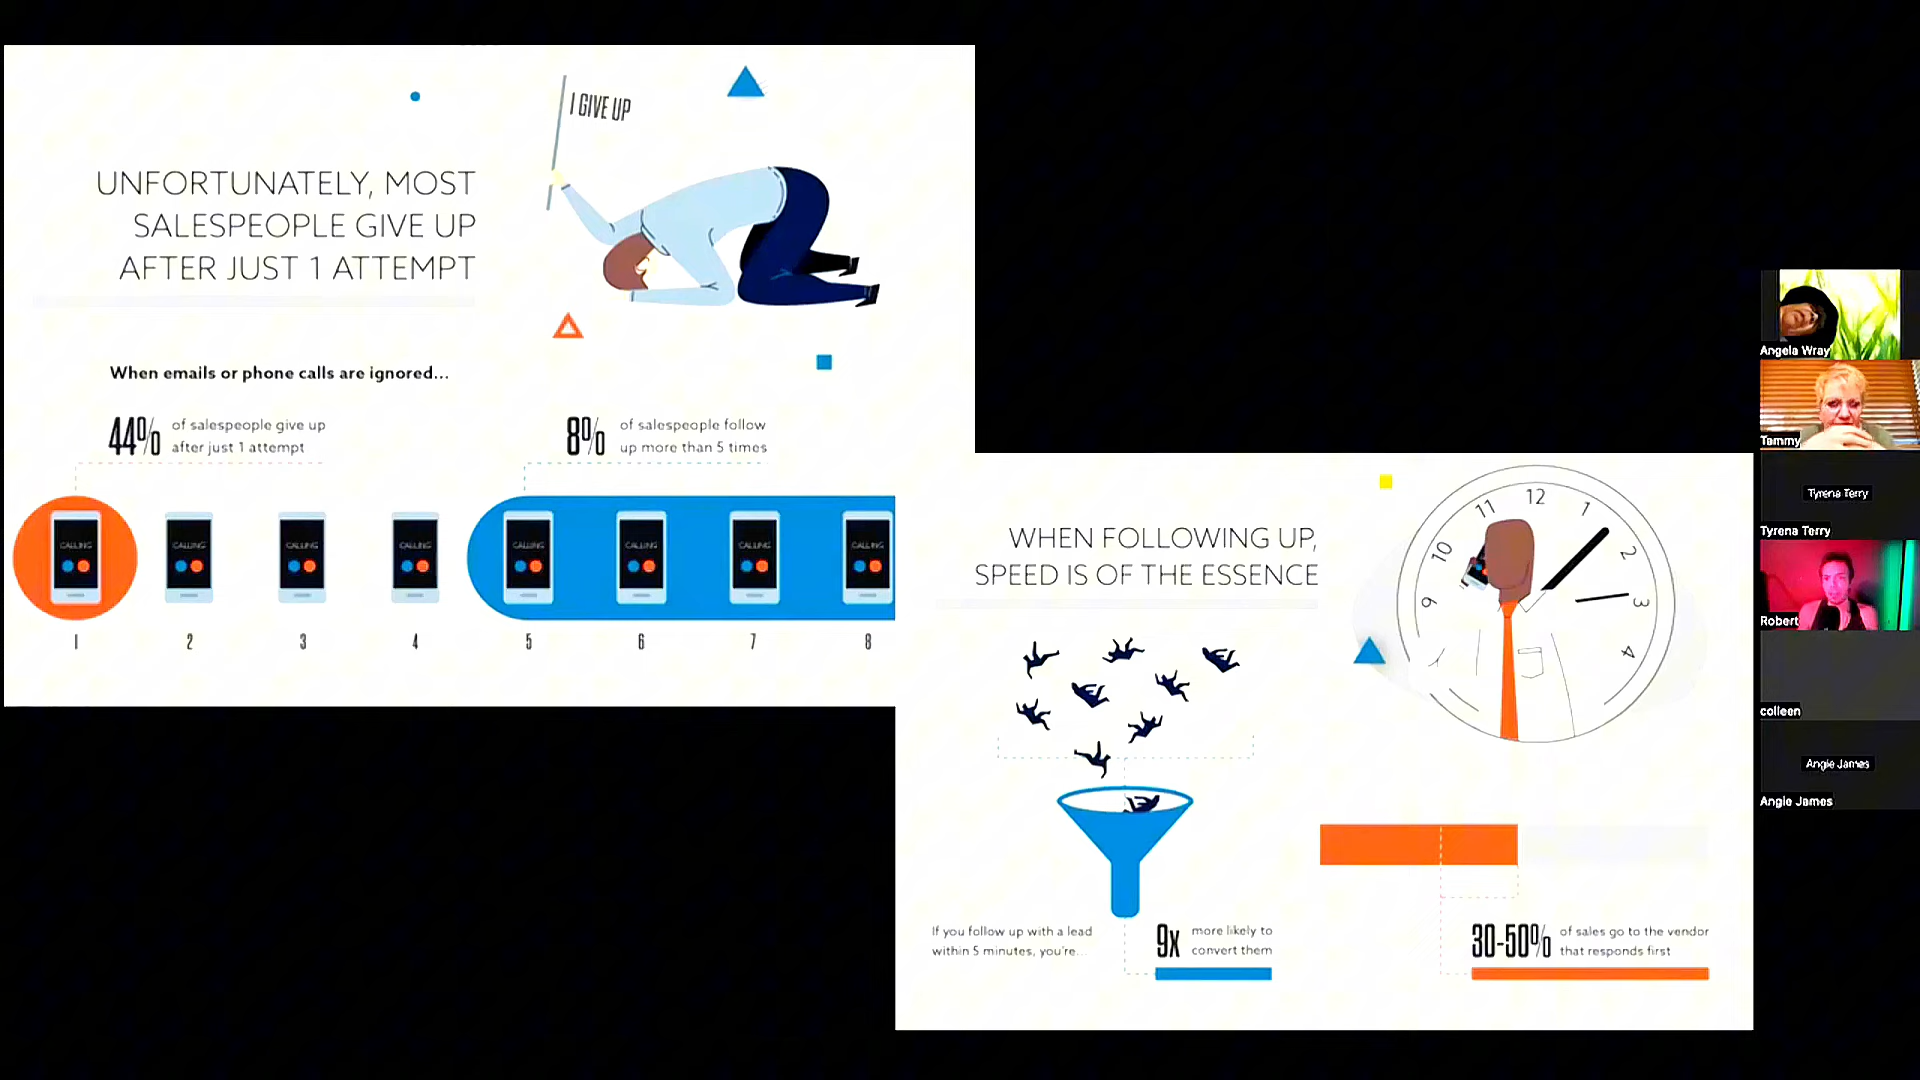 I GIVE UP
UNFORTUNATELY, MOST
SALESPEOPLE GIVE UP
AFTER JUST 1 ATTEMPT
When emails or phone calls are ignored...
44% of salespeople give up
after just 1 attempt
8% of salespeople follow
up more than 5 times
CALLING
CALLING
CALLING
CALLING
CALLING
CALLING
CALLING
CALLING
1 2 3 4 5 6 7 8
WHEN FOLLOWING UP,
SPEED IS OF THE ESSENCE
9 10 11 12 1 2 3 4
If you follow up with a lead
within 5 minutes, you're...
9x more likely to
convert them
30-50% of sales go to the vendor
that responds first
Angela Wray
Tammy
Tyrena Terry
Tyrena Terry
Robert
colleen
Angie James
Angie James